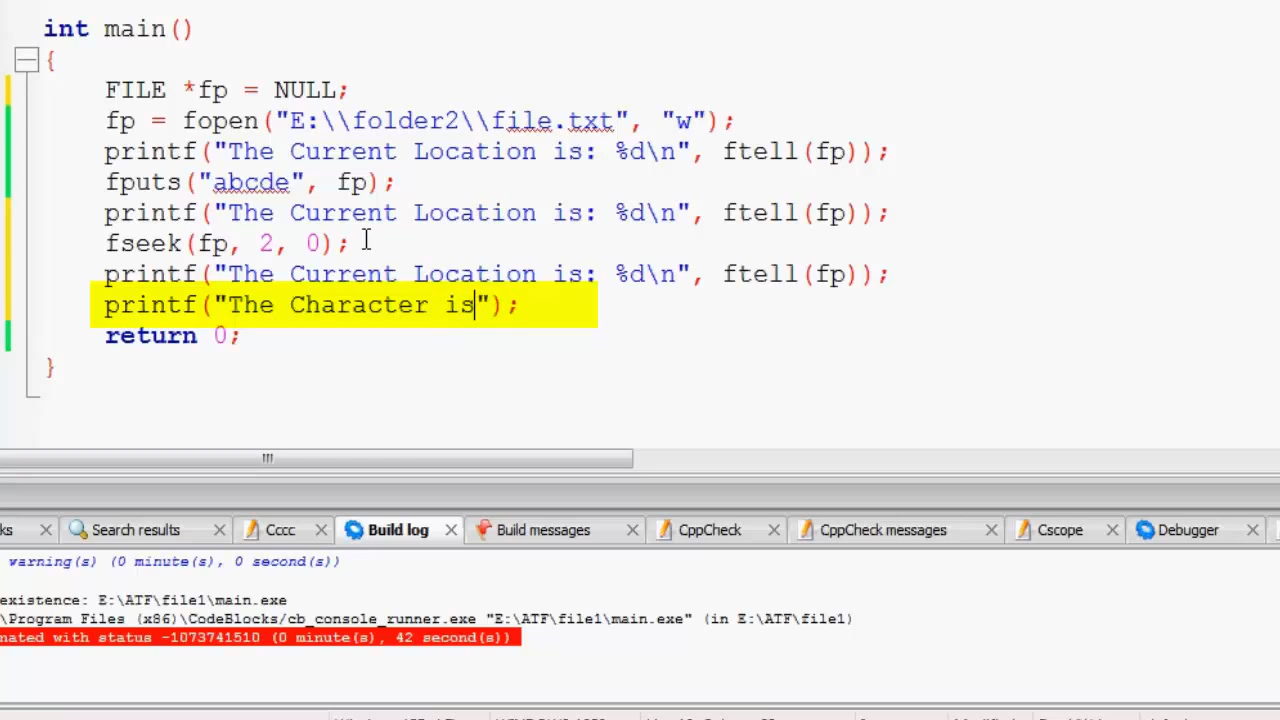 int main()
{
FILE *fp = NULL;
fp = fopen("E:\\folder2\\file.txt", "w");
printf("The Current Location is: %d\n", ftell(fp));
fputs("abcde", fp);
printf("The Current Location is: %d\n", ftell(fp));
fseek(fp, 2, 0);
printf("The Current Location is: %d\n", ftell(fp));
printf("The Character is");
return 0;
}
ks Search results Cccc Build log Build messages CppCheck CppCheck messages Cscope Debugger
warning(s) (0 minute(s), 0 second(s))
existence: E:\ATF\file1\main.exe
\Program Files (x86)\CodeBlocks/cb_console_runner.exe "E:\ATF\file1\main.exe" (in E:\ATF\file1)
nated with status -1073741510 (0 minute(s), 42 second(s))